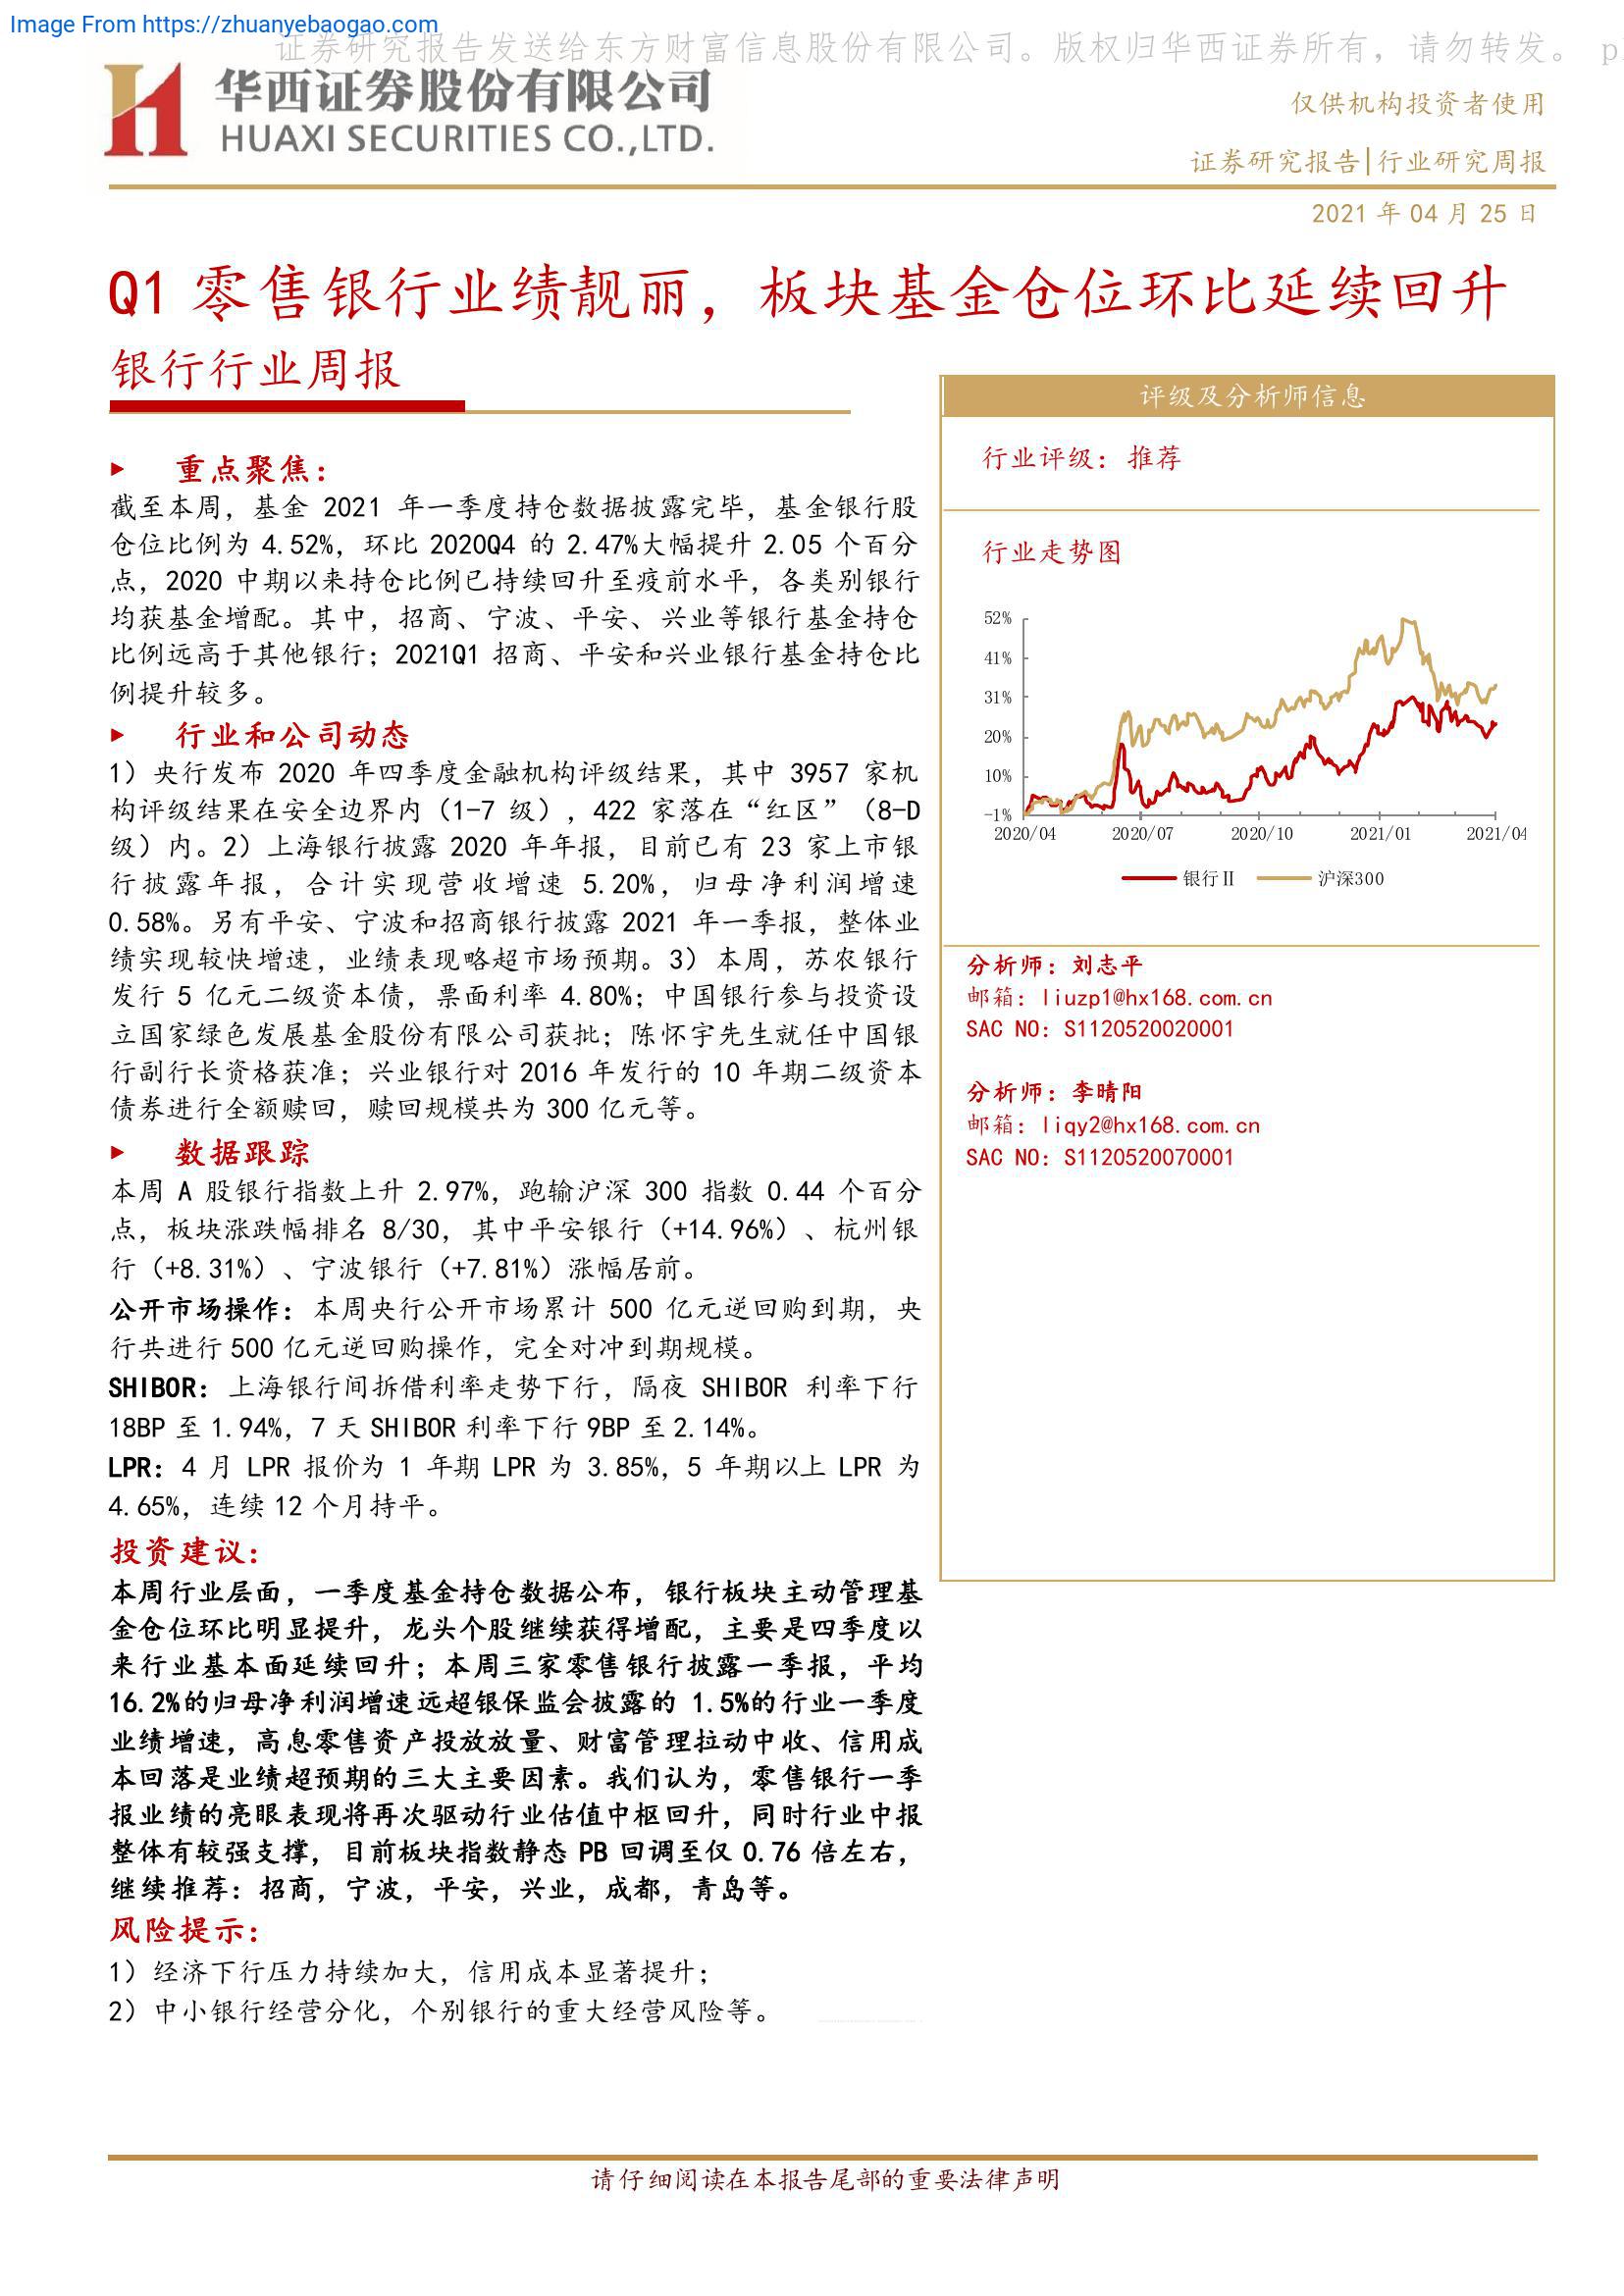 Image From https://zhuanyebaogao.com
证券研究报告发送给东方财富信息股份有限公司。版权归华西证券所有，请勿转发。 p
华西证券股份有限公司
HUAXI SECURITIES CO.,LTD.
仅供机构投资者使用
证券研究报告|行业研究周报
2021 年 04 月 25 日
Q1 零售银行业绩靓丽，板块基金仓位环比延续回升
银行行业周报
▶ 重点聚焦：
截至本周，基金 2021 年一季度持仓数据披露完毕，基金银行股
仓位比例为 4.52%，环比 2020Q4 的 2.47%大幅提升 2.05 个百分
点，2020 中期以来持仓比例已持续回升至疫前水平，各类别银行
均获基金增配。其中，招商、宁波、平安、兴业等银行基金持仓
比例远高于其他银行；2021Q1 招商、平安和兴业银行基金持仓比
例提升较多。
▶ 行业和公司动态
1）央行发布 2020 年四季度金融机构评级结果，其中 3957 家机
构评级结果在安全边界内（1-7 级）, 422 家落在“红区”（8-D
级）内。2）上海银行披露 2020 年年报，目前已有 23 家上市银
行披露年报，合计实现营收增速 5.20%，归母净利润增速
0.58%。另有平安、宁波和招商银行披露 2021 年一季报，整体业
绩实现较快增速，业绩表现略超市场预期。3）本周，苏农银行
发行 5 亿元二级资本债，票面利率 4.80%；中国银行参与投资设
立国家绿色发展基金股份有限公司获批；陈怀宇先生就任中国银
行副行长资格获准；兴业银行对 2016 年发行的 10 年期二级资本
债券进行全额赎回，赎回规模共为 300 亿元等。
▶ 数据跟踪
本周 A 股银行指数上升 2.97%，跑输沪深 300 指数 0.44 个百分
点，板块涨跌幅排名 8/30，其中平安银行（+14.96%）、杭州银
行（+8.31%）、宁波银行（+7.81%）涨幅居前。
公开市场操作：本周央行公开市场累计 500 亿元逆回购到期，央
行共进行 500 亿元逆回购操作，完全对冲到期规模。
SHIBOR：上海银行间拆借利率走势下行，隔夜 SHIBOR 利率下行
18BP 至 1.94%，7 天 SHIBOR 利率下行 9BP 至 2.14%。
LPR：4 月 LPR 报价为 1 年期 LPR 为 3.85%，5 年期以上 LPR 为
4.65%，连续 12 个月持平。
投资建议：
本周行业层面，一季度基金持仓数据公布，银行板块主动管理基
金仓位环比明显提升，龙头个股继续获得增配，主要是四季度以
来行业基本面延续回升；本周三家零售银行披露一季报，平均
16.2%的归母净利润增速远超银保监会披露的 1.5%的行业一季度
业绩增速，高息零售资产投放放量、财富管理拉动中收、信用成
本回落是业绩超预期的三大主要因素。我们认为，零售银行一季
报业绩的亮眼表现将再次驱动行业估值中枢回升，同时行业中报
整体有较强支撑，目前板块指数静态 PB 回调至仅 0.76 倍左右，
继续推荐：招商，宁波，平安，兴业，成都，青岛等。
风险提示：
1）经济下行压力持续加大，信用成本显著提升；
2）中小银行经营分化，个别银行的重大经营风险等。
评级及分析师信息
行业评级：推荐
行业走势图
52%
41%
31%
20%
10%
-1%
2020/04 2020/07 2020/10 2021/01 2021/04
银行Ⅱ 沪深300
分析师：刘志平
邮箱：liuzp1@hx168.com.cn
SAC NO：S1120520020001
分析师：李晴阳
邮箱：liqy2@hx168.com.cn
SAC NO：S1120520070001
请仔细阅读在本报告尾部的重要法律声明